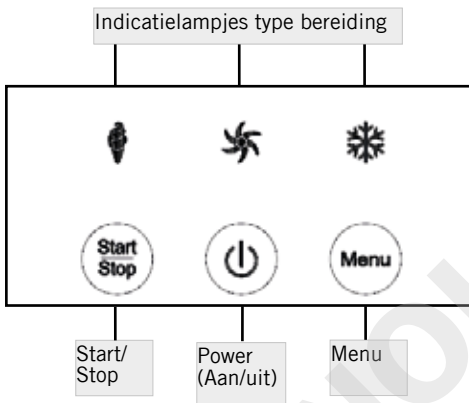 Indicatielampjes type bereiding
Start
Stop
Menu
Start/
Stop
Power
(Aan/uit)
Menu